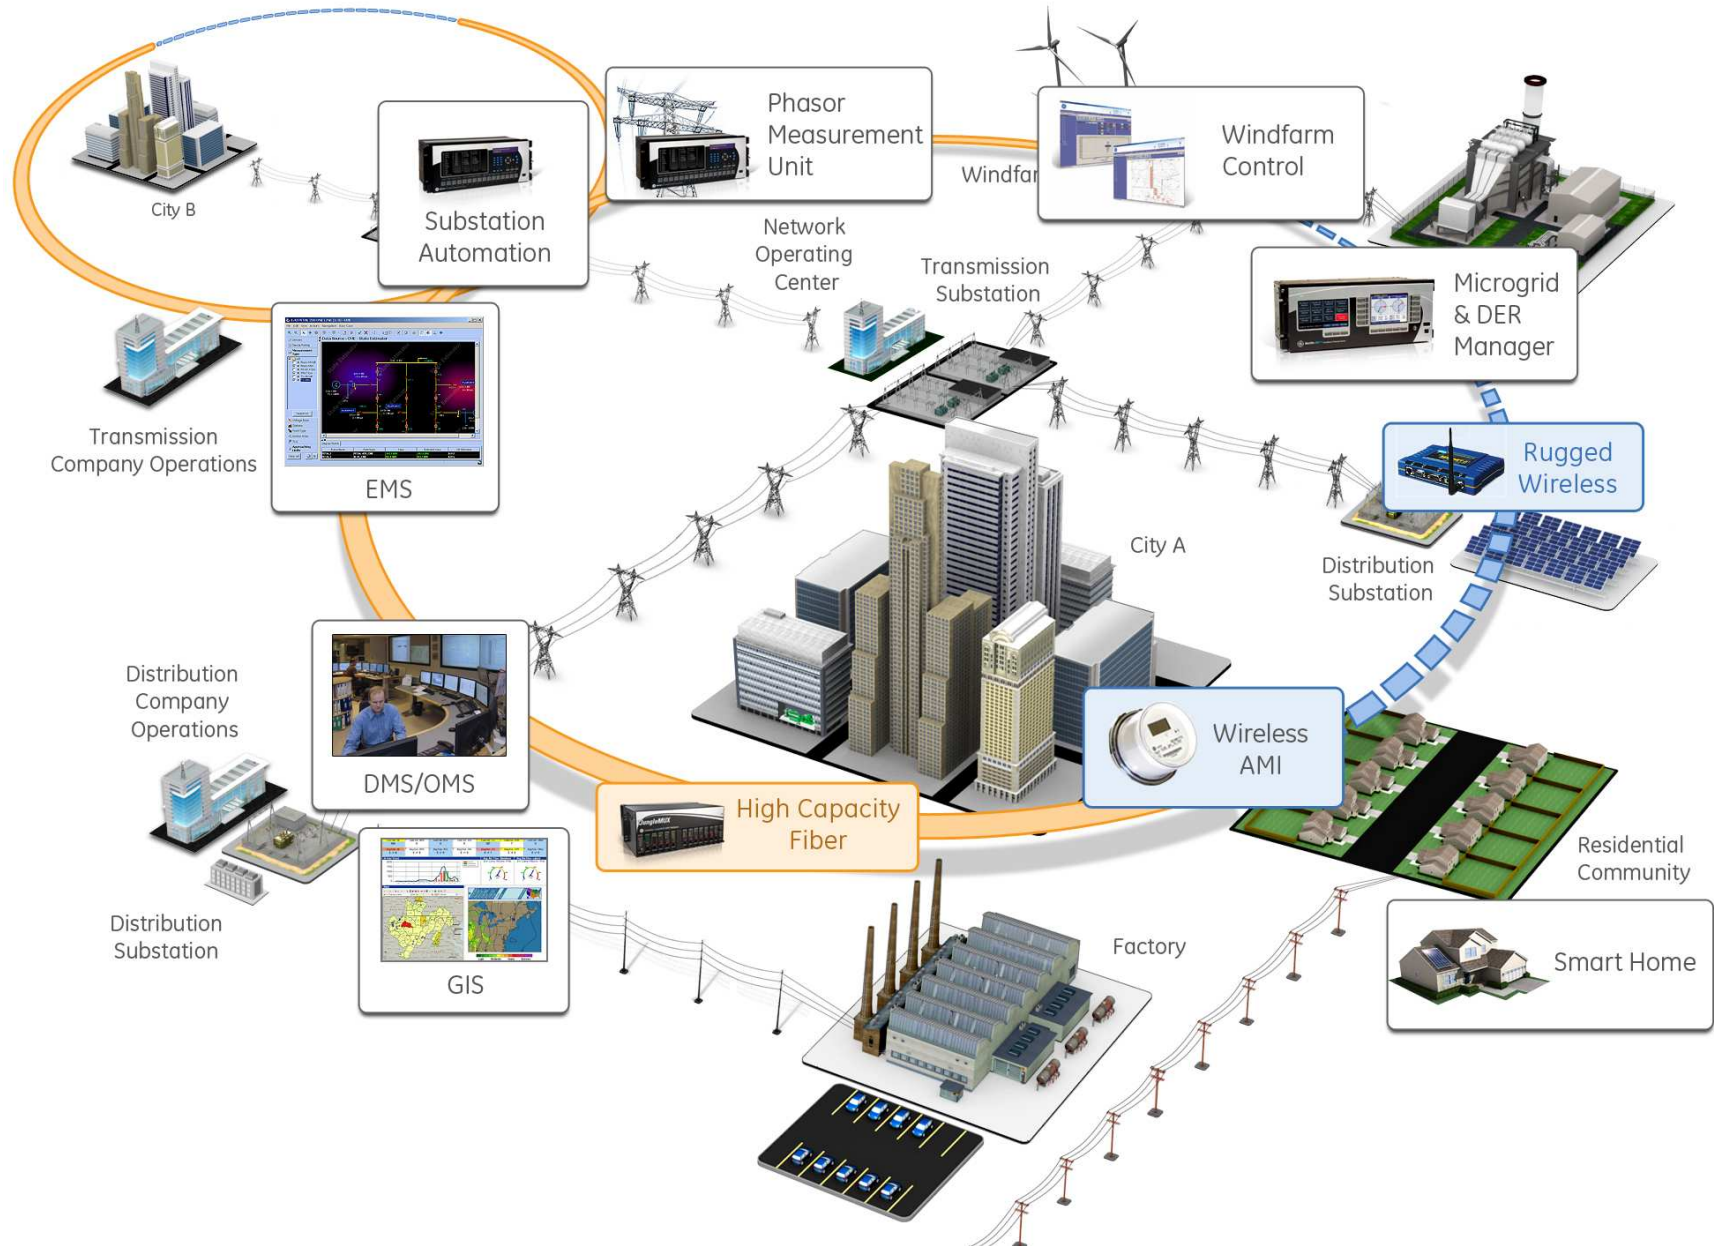 Phasor
Measurement
Unit
Windfarm
Control
City B
Substation
Automation
Windfar
Network
Operating
Center
Transmission
Substation
Microgrid
& DER
Manager
Transmission
Company Operations
EMS
Rugged
Wireless
City A
Distribution
Substation
Distribution
Company
Operations
DMS/OMS
Wireless
AMI
High Capacity
Fiber
JungleMUX
Residential
Community
Distribution
Substation
GIS
Factory
Smart Home